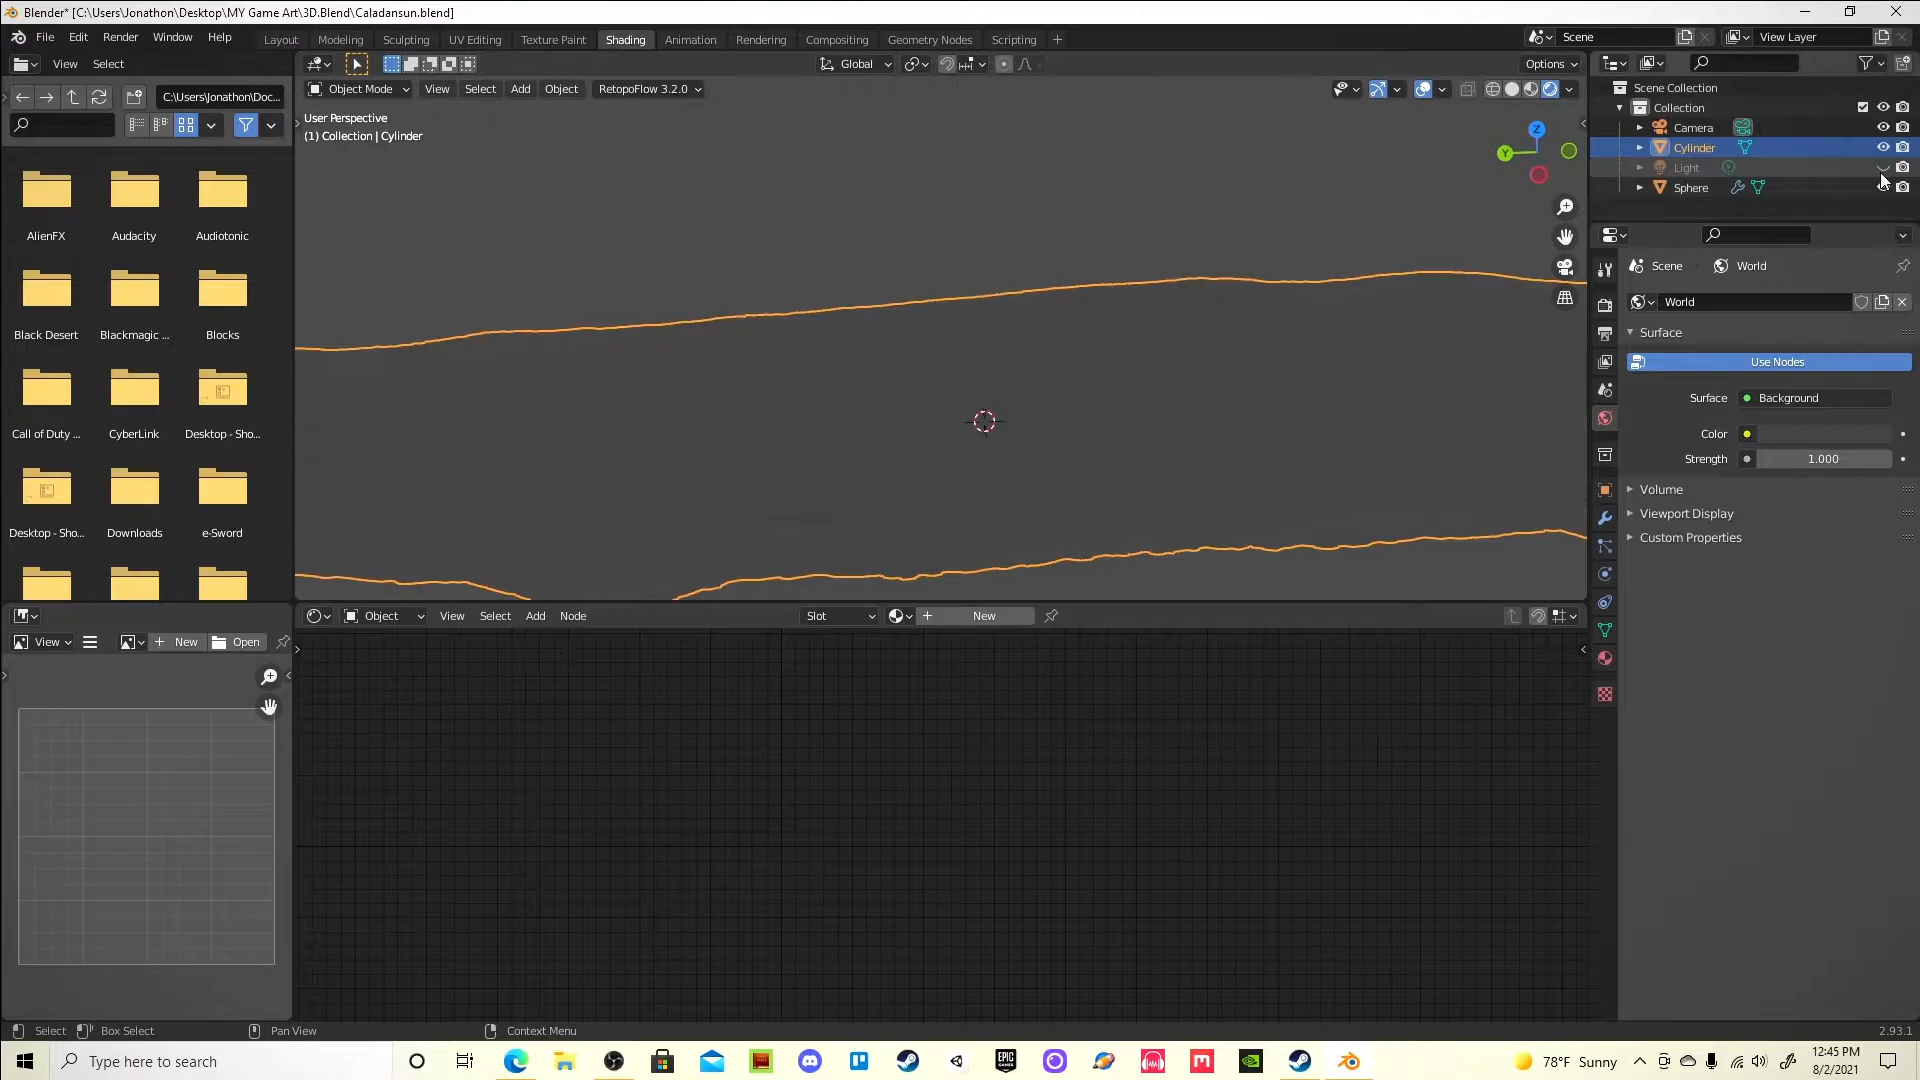 Blender* [C:\Users\Jonathon\Desktop\MY Game Art\3D.Blend\Caladansun.blend]
File Edit Render Window Help
Layout Modeling Sculpting UV Editing Texture Paint Shading Animation Rendering Compositing Geometry Nodes Scripting
Scene
View Layer
View Select
Global
Options
C:\Users\Jonathon\Doc...
Object Mode View Select Add Object RetopoFlow 3.2.0
User Perspective
(1) Collection | Cylinder
Z
Y
Scene Collection
Collection
Camera
Cylinder
Light
Sphere
AlienFX Audacity Audiotonic
Black Desert Blackmagic ... Blocks
Call of Duty ... CyberLink Desktop - Sho...
Desktop - Sho... Downloads e-Sword
Scene World
World
Surface
Use Nodes
Surface Background
Color
Strength 1.000
Volume
Viewport Display
Custom Properties
Object View Select Add Node Slot New
View New Open
Select Box Select Pan View Context Menu
2.93.1
Type here to search
EPIC GAMES
78°F Sunny
12:45 PM
8/2/2021